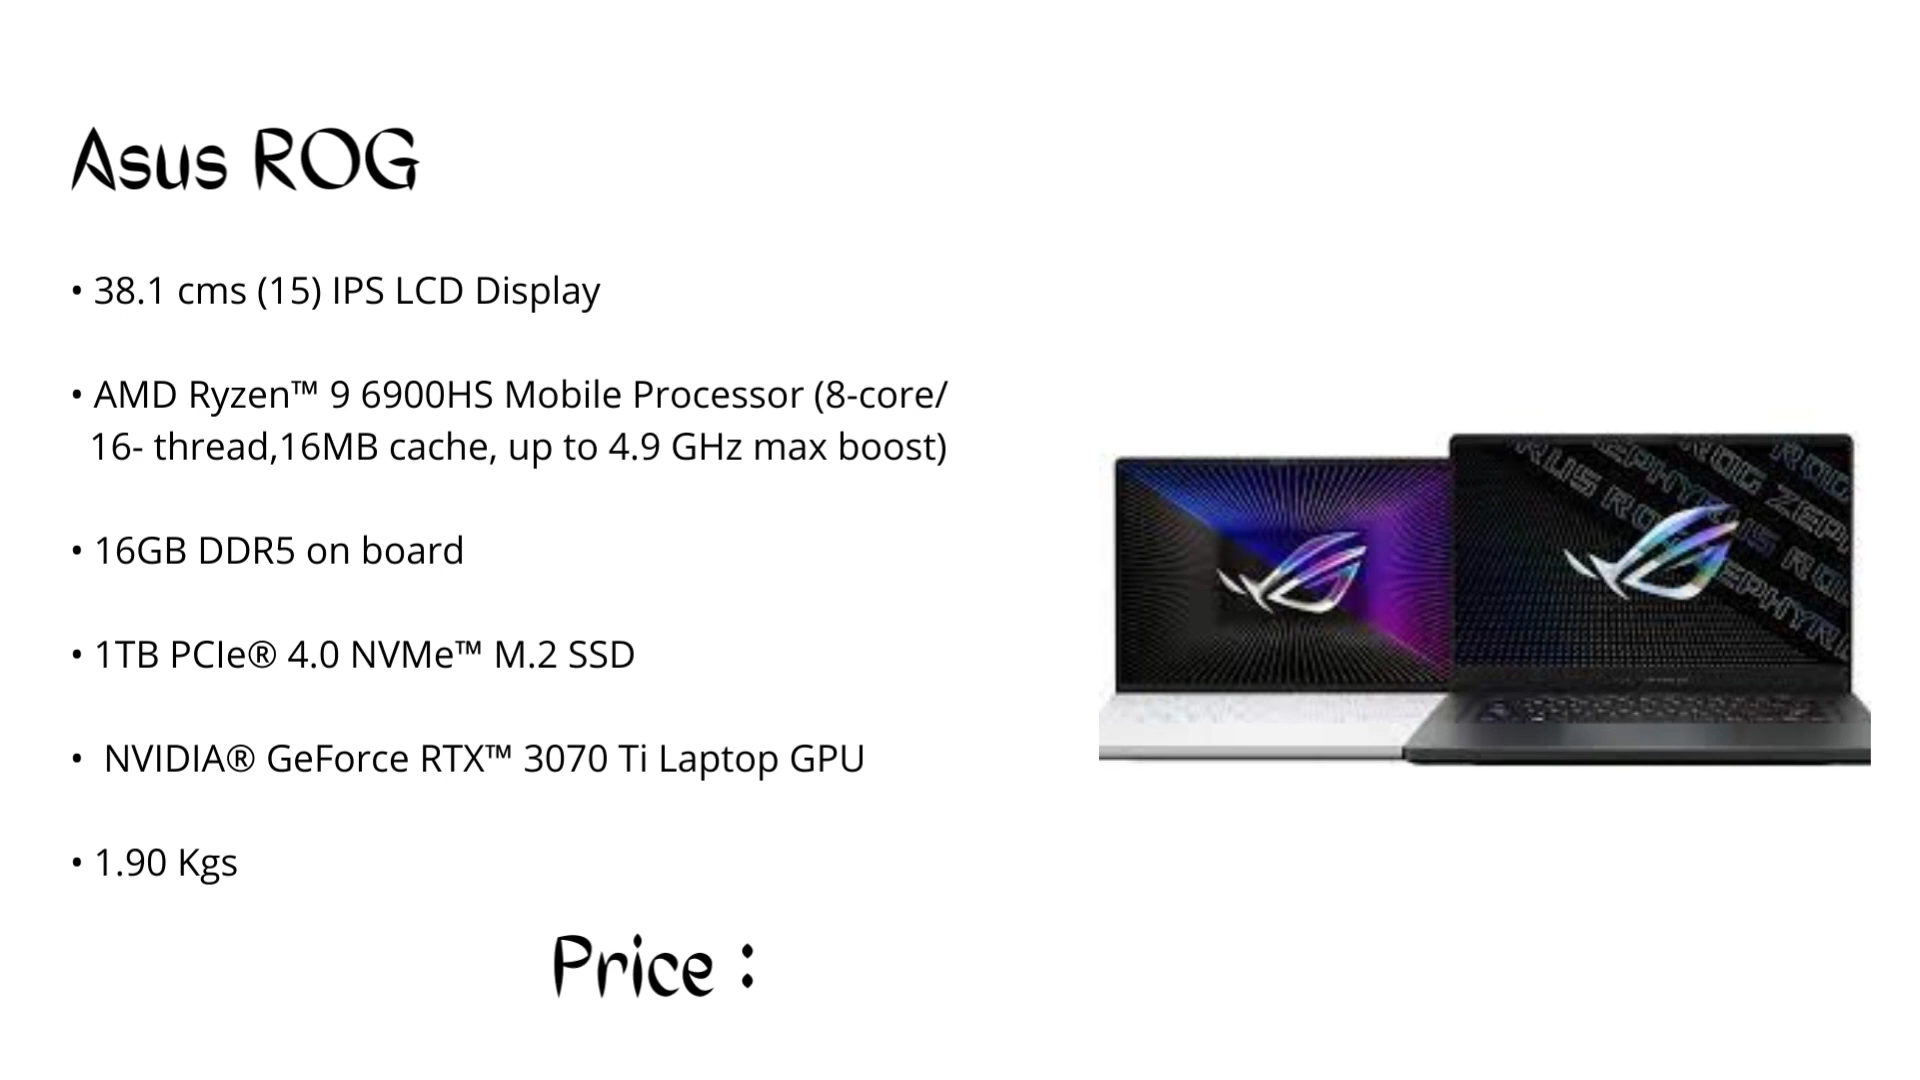 Asus ROG
• 38.1 cms (15) IPS LCD Display
• AMD Ryzen™ 9 6900HS Mobile Processor (8-core/
16- thread,16MB cache, up to 4.9 GHz max boost)
• 16GB DDR5 on board
• 1TB PCIe® 4.0 NVMe™ M.2 SSD
• NVIDIA® GeForce RTX™ 3070 Ti Laptop GPU
• 1.90 Kgs
Price :